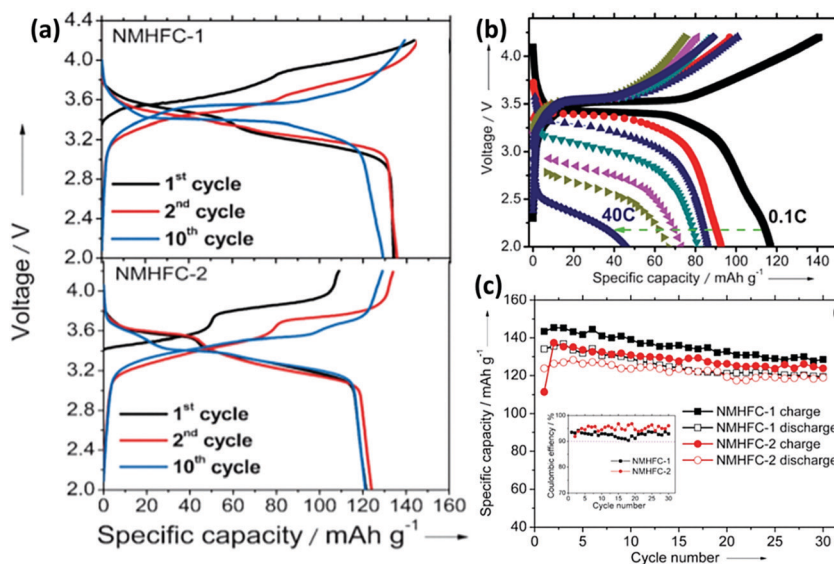 (a)
NMHFC-1
4.4
4.0
3.6
3.2
2.8
2.4
2.0
1st cycle
2nd cycle
10th cycle
NMHFC-2
4.0
3.6
3.2
2.8
2.4
2.0
1st cycle
2nd cycle
10th cycle
0 20 40 60 80 100 120 140 160
Voltage / V
Specific capacity / mAh g-1
(b)
4.5
4.0
3.5
3.0
2.5
2.0
Voltage / V
40C
0.1C
0 20 40 60 80 100 120 140
Specific capacity / mAh g-1
(c)
160
140
120
100
80
60
40
Specific capacity / mAh g-1
NMHFC-1 charge
NMHFC-1 discharge
NMHFC-2 charge
NMHFC-2 discharge
Coulombic effiency / %
100
90
80
70
NMHFC-1
NMHFC-2
0 5 10 15 20 25 30
Cycle number
0 5 10 15 20 25 30
Cycle number